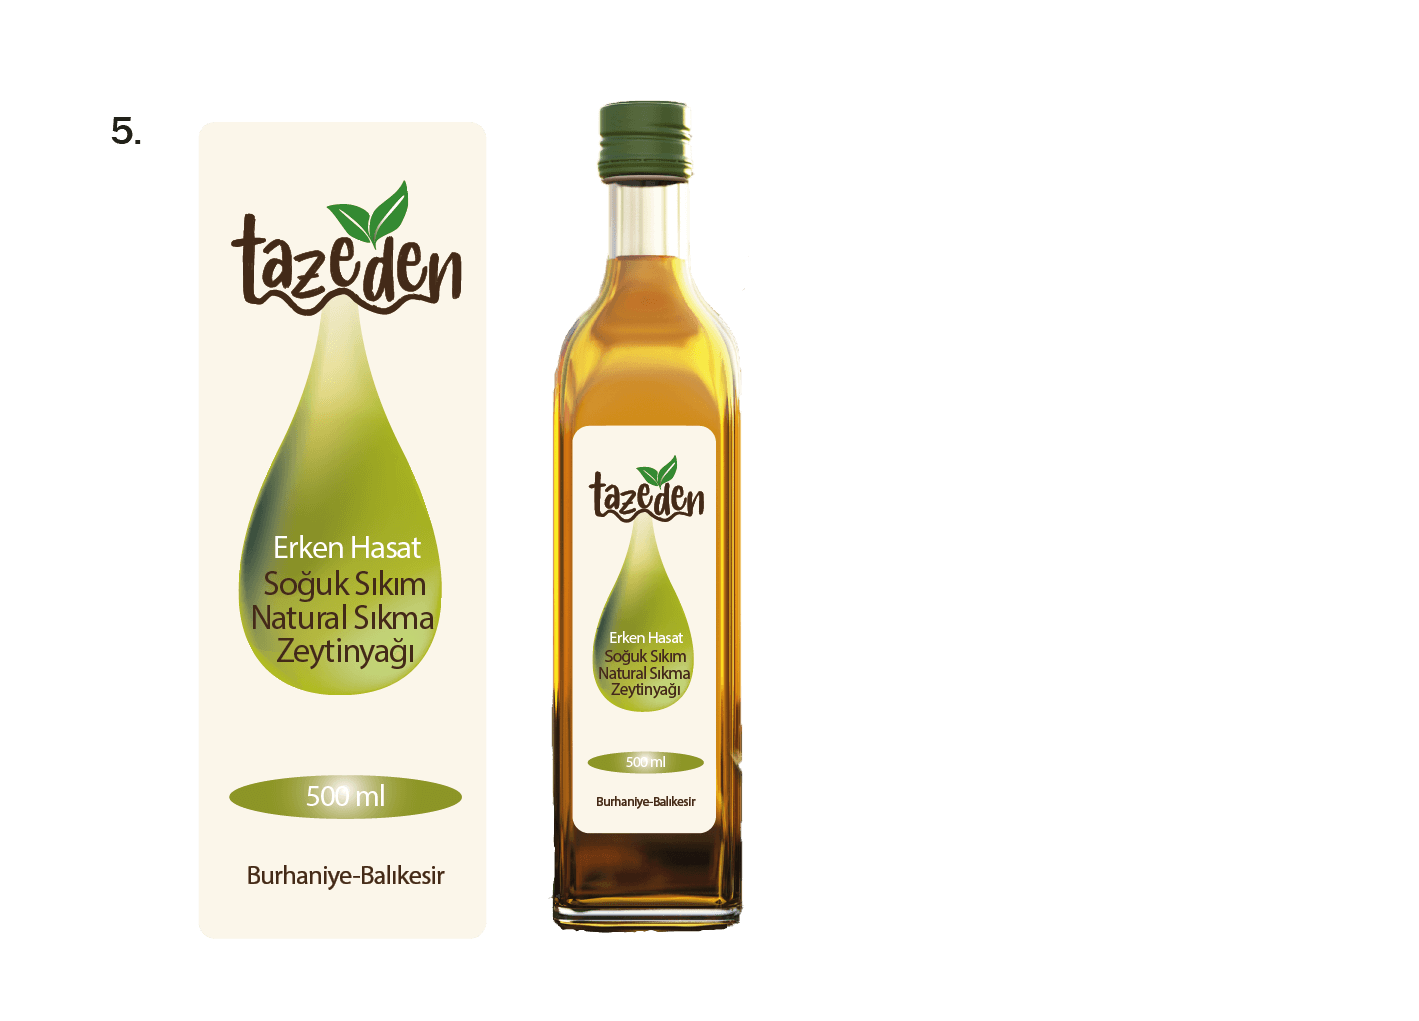 5.
tazeden
Erken Hasat
Soğuk Sıkım
Natural Sıkma
Zeytinyağı
500 ml
Burhaniye-Balıkesir
tazeden
Erken Hasat
Soğuk Sıkım
Natural Sıkma
Zeytinyağı
500 ml
Burhaniye-Balıkesir